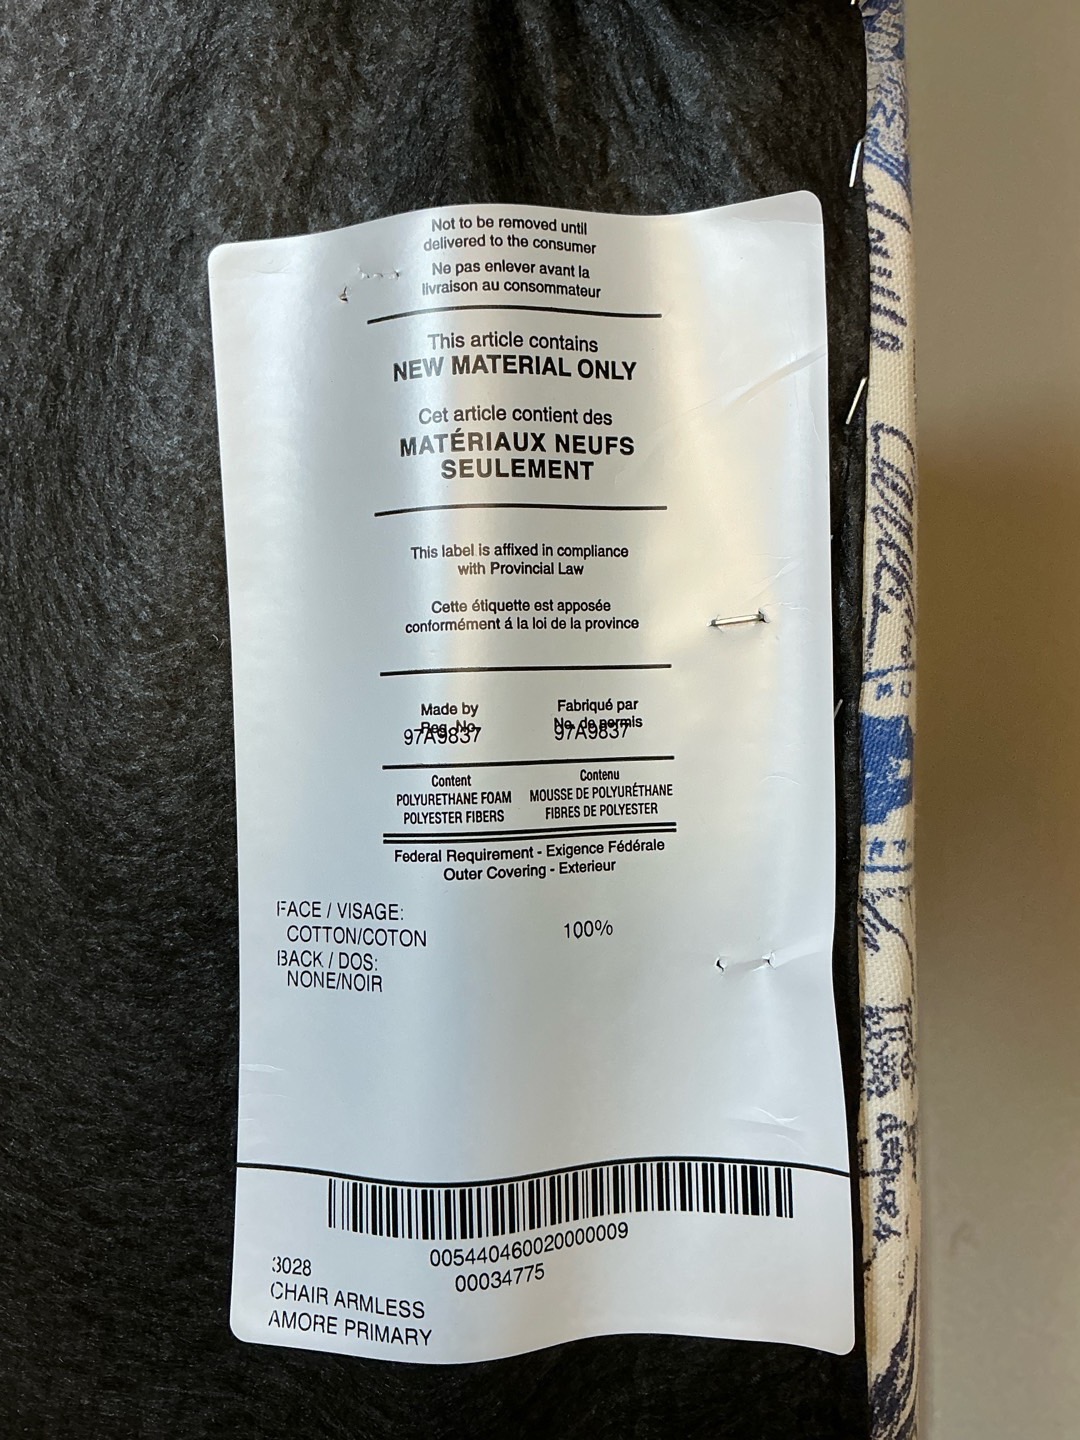 Not to be removed until
delivered to the consumer
Ne pas enlever avant la
livraison au consommateur
This article contains
NEW MATERIAL ONLY
Cet article contient des
MATÉRIAUX NEUFS
SEULEMENT
This label is affixed in compliance
with Provincial Law
Cette étiquette est apposée
conformément á la loi de la province
Made by
Reg. No.
97A9837
Fabriqué par
No. de permis
97A9837
Content
POLYURETHANE FOAM
POLYESTER FIBERS
Contenu
MOUSSE DE POLYURÉTHANE
FIBRES DE POLYESTER
Federal Requirement - Exigence Fédérale
Outer Covering - Exterieur
FACE / VISAGE:
COTTON/COTON 100%
BACK / DOS:
NONE/NOIR
005440460020000009
00034775
3028
CHAIR ARMLESS
AMORE PRIMARY